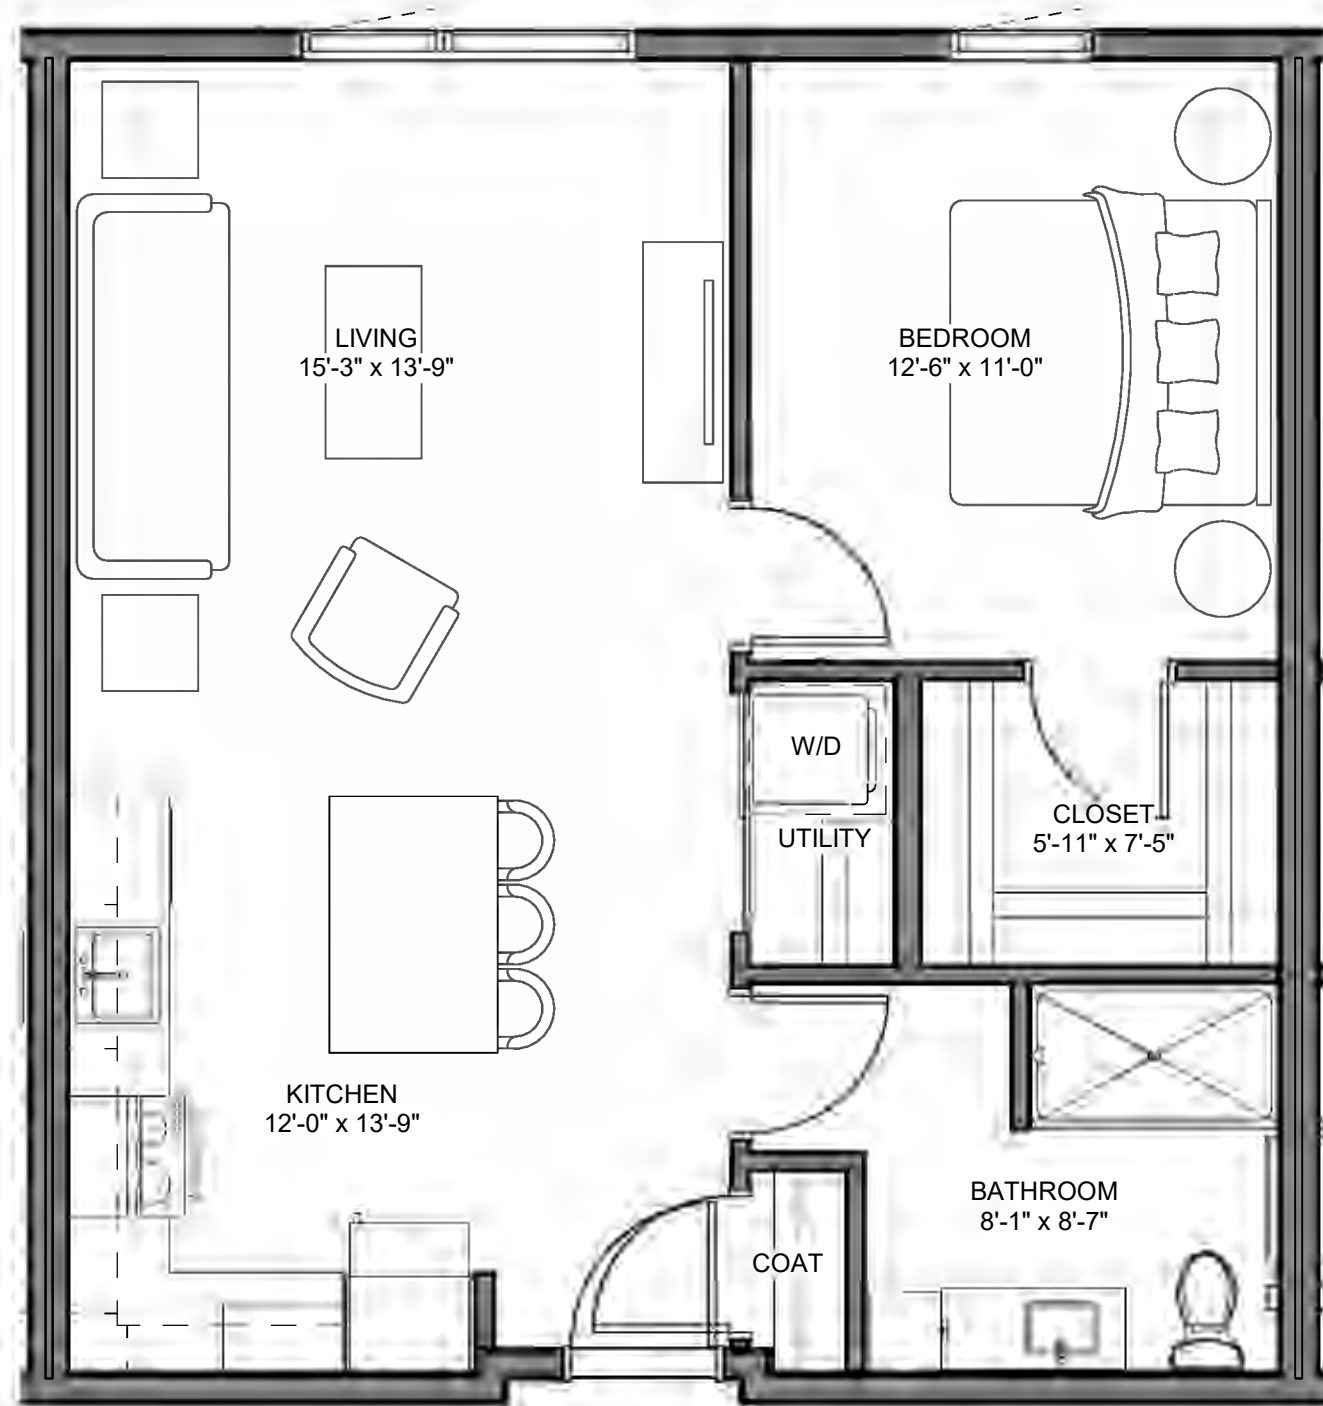 LIVING
15'-3" x 13'-9"
BEDROOM
12'-6" x 11'-0"
W/D
UTILITY
CLOSET
5'-11" x 7'-5"
KITCHEN
12'-0" x 13'-9"
BATHROOM
8'-1" x 8'-7"
COAT